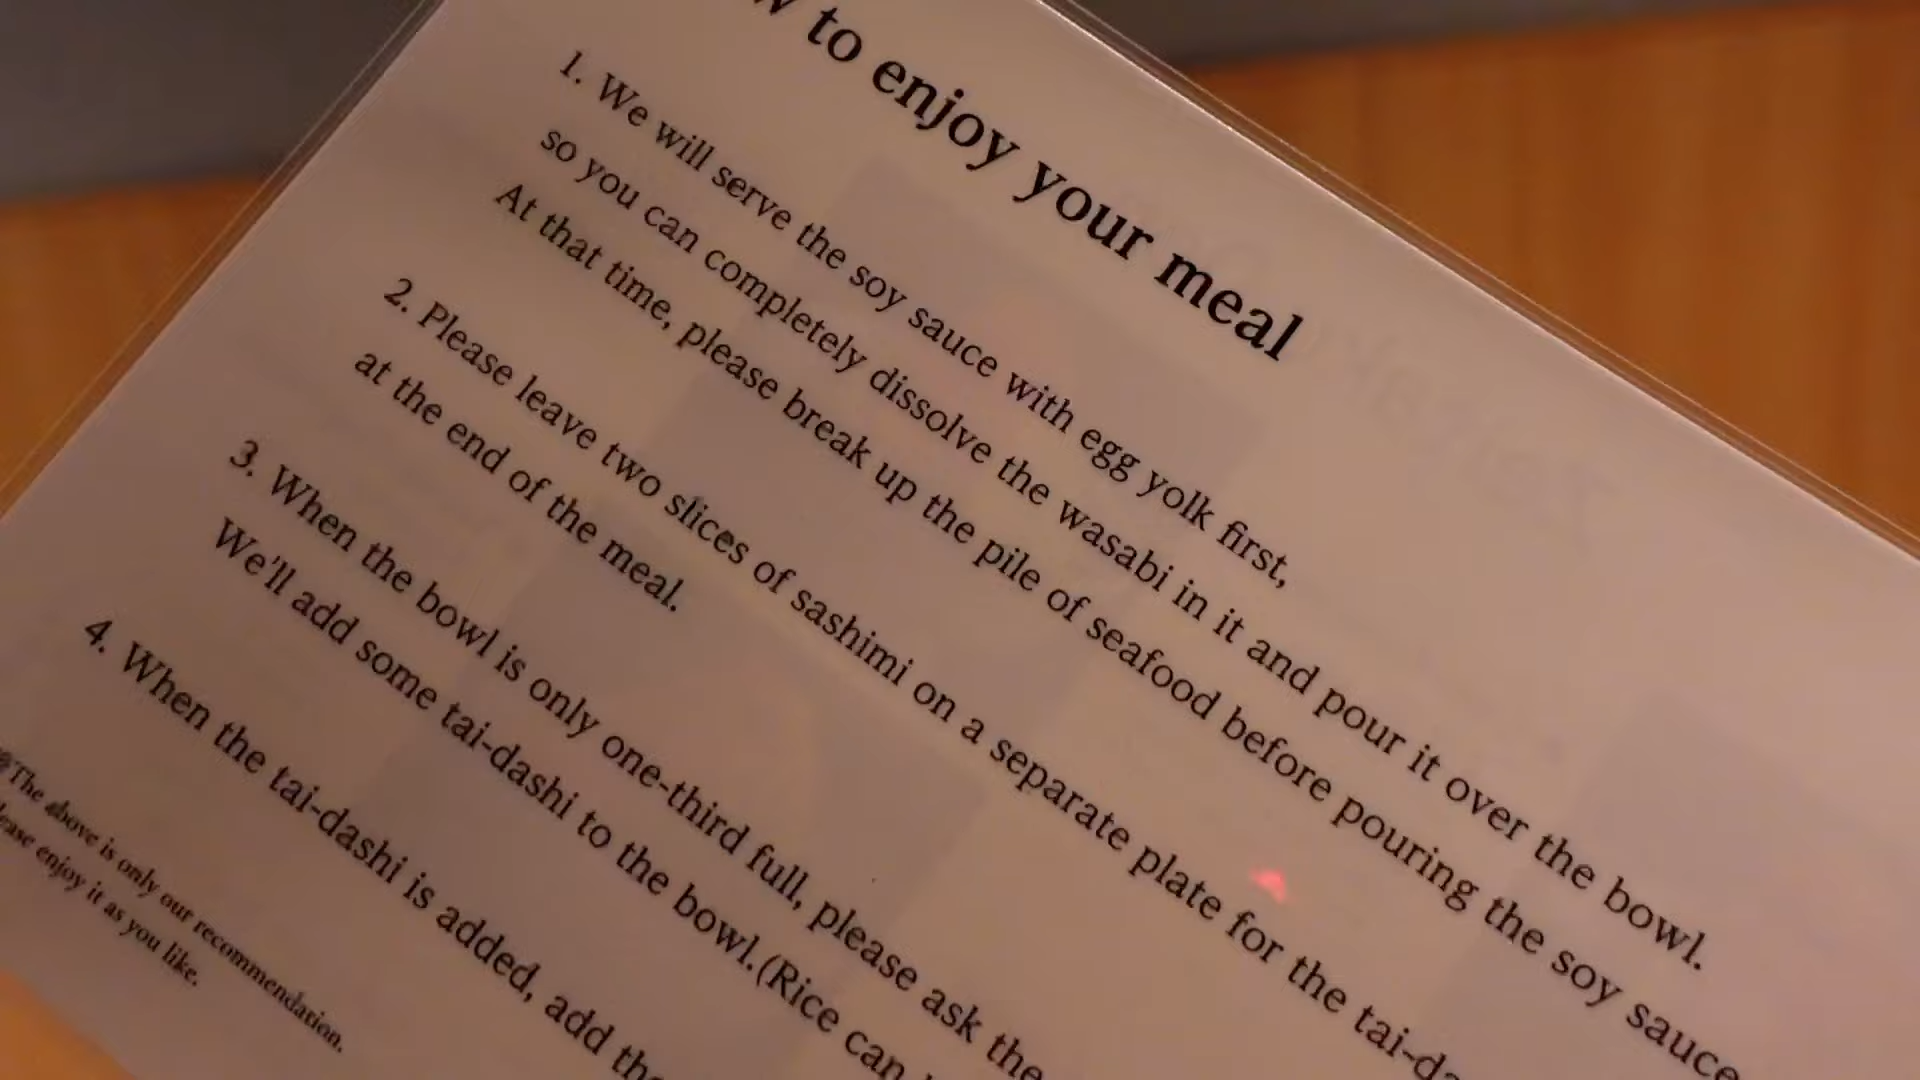 to enjoy your meal
1. We will serve the soy sauce with egg yolk first,
so you can completely dissolve the wasabi in it and pour it over the bowl.
At that time, please break up the pile of seafood before pouring the soy sauce
2. Please leave two slices of sashimi on a separate plate for the
at the end of the meal.
3. When the bowl is only one-third full, please ask the
We'll add some tai-dashi to the bowl.(Rice can
4. When the tai-dashi is added, add
The above is only our recommendation.
enjoy it as you like.